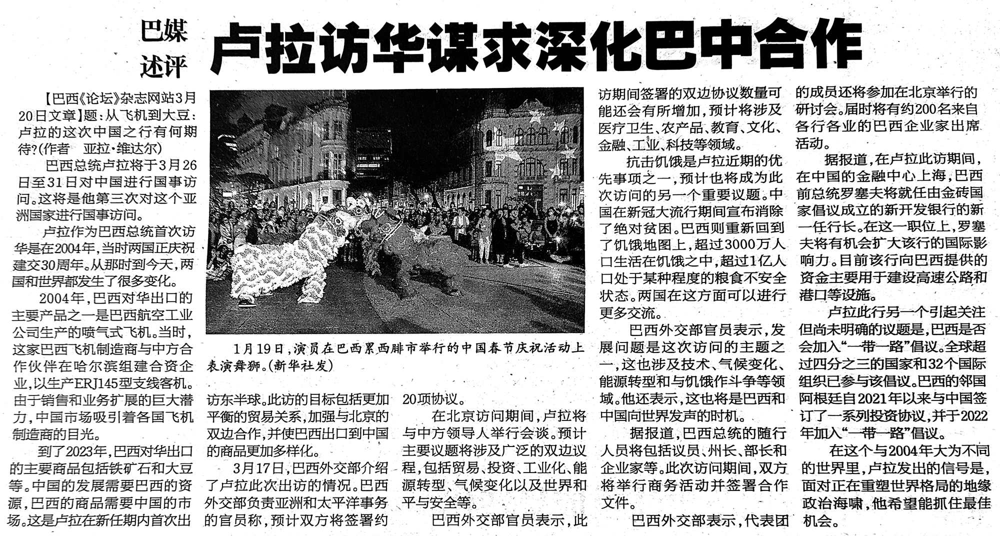 巴媒
述评
卢拉访华谋求深化巴中合作
【巴西《论坛》杂志网站3月
20日文章】题：从飞机到大豆：
卢拉的这次中国之行有何期
待？（作者　亚拉·维达尔）
巴西总统卢拉将于3月26
日至31日对中国进行国事访
问。这将是他第三次对这个亚
洲国家进行国事访问。
卢拉作为巴西总统首次访
华是在2004年，当时两国正庆祝
建交30周年。从那时到今天，两
国和世界都发生了很多变化。
2004年，巴西对华出口的
主要产品之一是巴西航空工业
公司生产的喷气式飞机。当时，
这家巴西飞机制造商与中方合
作伙伴在哈尔滨组建合资企
业，以生产ERJ145型支线客机。
由于销售和业务扩展的巨大潜
力，中国市场吸引着各国飞机
制造商的目光。
到了2023年，巴西对华出口
的主要商品包括铁矿石和大豆
等。中国的发展需要巴西的资
源，巴西的商品需要中国的市
场。这是卢拉在新任期内首次出
1月19日，演员在巴西累西腓市举行的中国春节庆祝活动上
表演舞狮。（新华社发）
访东半球。此访的目标包括更加
平衡的贸易关系，加强与北京的
双边合作，并使巴西出口到中国
的商品更加多样化。
3月17日，巴西外交部介绍
了卢拉此次出访的情况。巴西
外交部负责亚洲和太平洋事务
的官员称，预计双方将签署约
20项协议。
在北京访问期间，卢拉将
与中方领导人举行会谈。预计
主要议题将涉及广泛的双边议
程，包括贸易、投资、工业化、能
源转型、气候变化以及世界和
平与安全等。
巴西外交部官员表示，此
访期间签署的双边协议数量可
能还会有所增加，预计将涉及
医疗卫生、农产品、教育、文化、
金融、工业、科技等领域。
抗击饥饿是卢拉近期的优
先事项之一，预计也将成为此
次访问的另一个重要议题。中
国在新冠大流行期间宣布消除
了绝对贫困。巴西则重新回到
了饥饿地图上，超过3000万人
口生活在饥饿之中，超过1亿人
口处于某种程度的粮食不安全
状态。两国在这方面可以进行
更多交流。
巴西外交部官员表示，发
展问题是这次访问的主题之
一，这也涉及技术、气候变化、
能源转型和与饥饿作斗争等领
域。他还表示，这也将是巴西和
中国向世界发声的时机。
据报道，巴西总统的随行
人员将包括议员、州长、部长和
企业家等。此次访问期间，双方
将举行商务活动并签署合作
文件。
巴西外交部表示，代表团
的成员还将参加在北京举行的
研讨会。届时将有约200名来自
各行各业的巴西企业家出席
活动。
据报道，在卢拉此访期间，
在中国的金融中心上海，巴西
前总统罗塞夫将就任由金砖国
家倡议成立的新开发银行的新
一任行长。在这一职位上，罗塞
夫将有机会扩大该行的国际影
响力。目前该行向巴西提供的
资金主要用于建设高速公路和
港口等设施。
卢拉此行另一个引起关注
但尚未明确的议题是，巴西是否
会加入“一带一路”倡议。全球超
过四分之三的国家和32个国际
组织已参与该倡议。巴西的邻国
阿根廷自2021年以来与中国签
订了一系列投资协议，并于2022
年加入“一带一路”倡议。
在这个与2004年大为不同
的世界里，卢拉发出的信号是，
面对正在重塑世界格局的地缘
政治海啸，他希望能抓住最佳
机会。